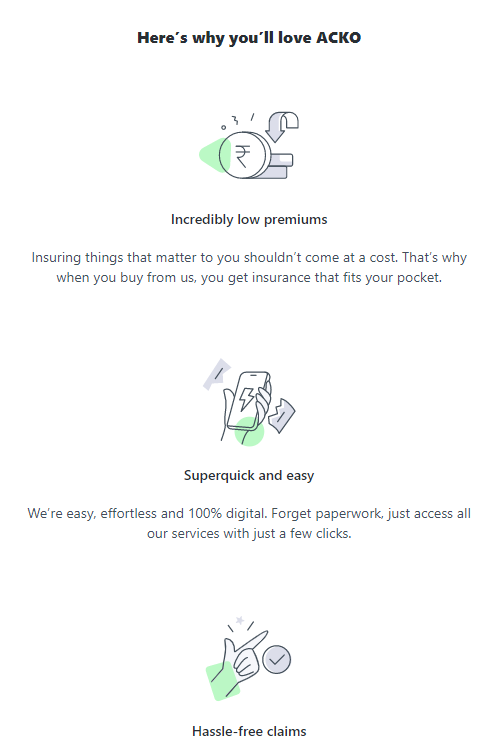 Here's why you'll love ACKO
₹
Incredibly low premiums
Insuring things that matter to you shouldn't come at a cost. That's why
when you buy from us, you get insurance that fits your pocket.
Superquick and easy
We're easy, effortless and 100% digital. Forget paperwork, just access all
our services with just a few clicks.
Hassle-free claims